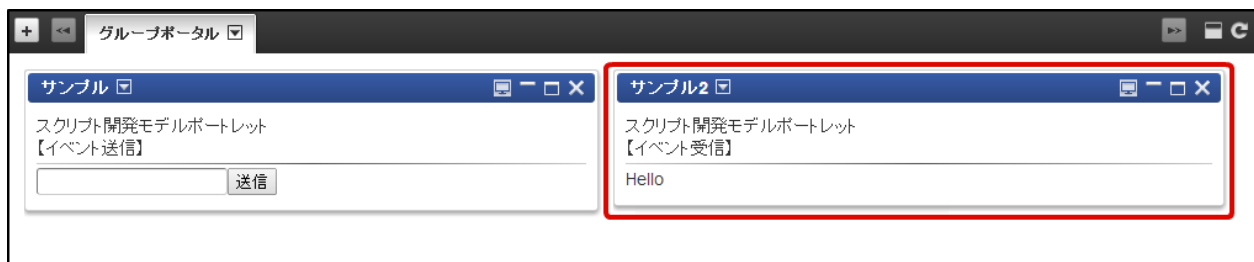 グループポータル
サンプル
スクリプト開発モデルポートレット
【イベント送信】
送信
サンプル2
スクリプト開発モデルポートレット
【イベント受信】
Hello